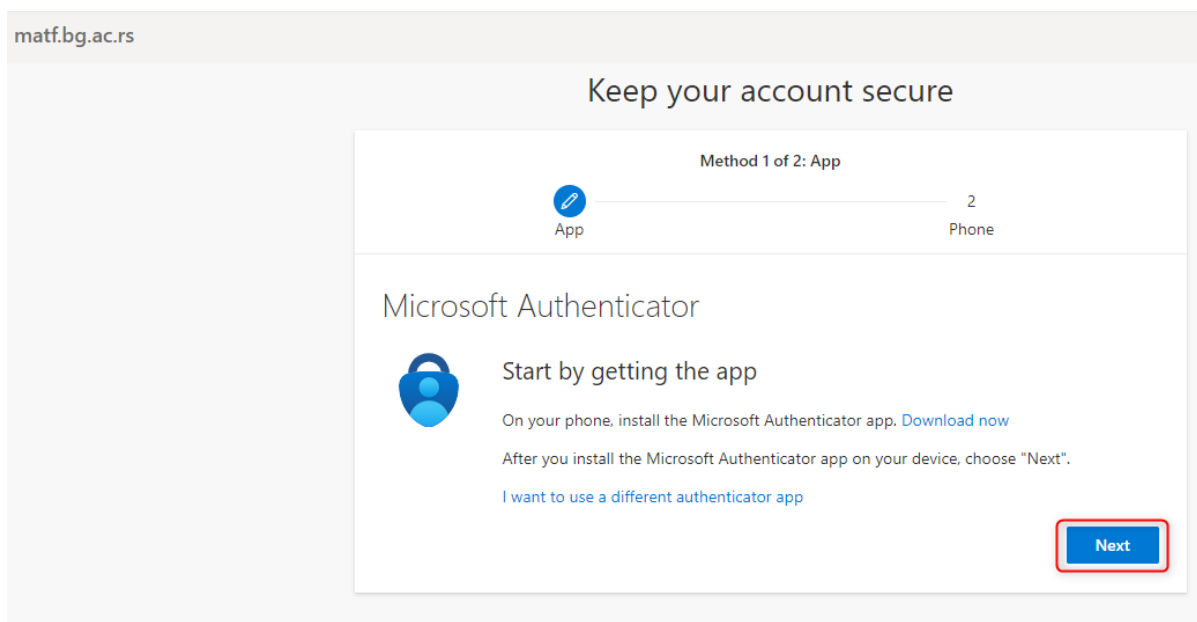 matf.bg.ac.rs
Keep your account secure
Method 1 of 2: App
App
2
Phone
Microsoft Authenticator
Start by getting the app
On your phone, install the Microsoft Authenticator app. Download now
After you install the Microsoft Authenticator app on your device, choose "Next".
I want to use a different authenticator app
Next